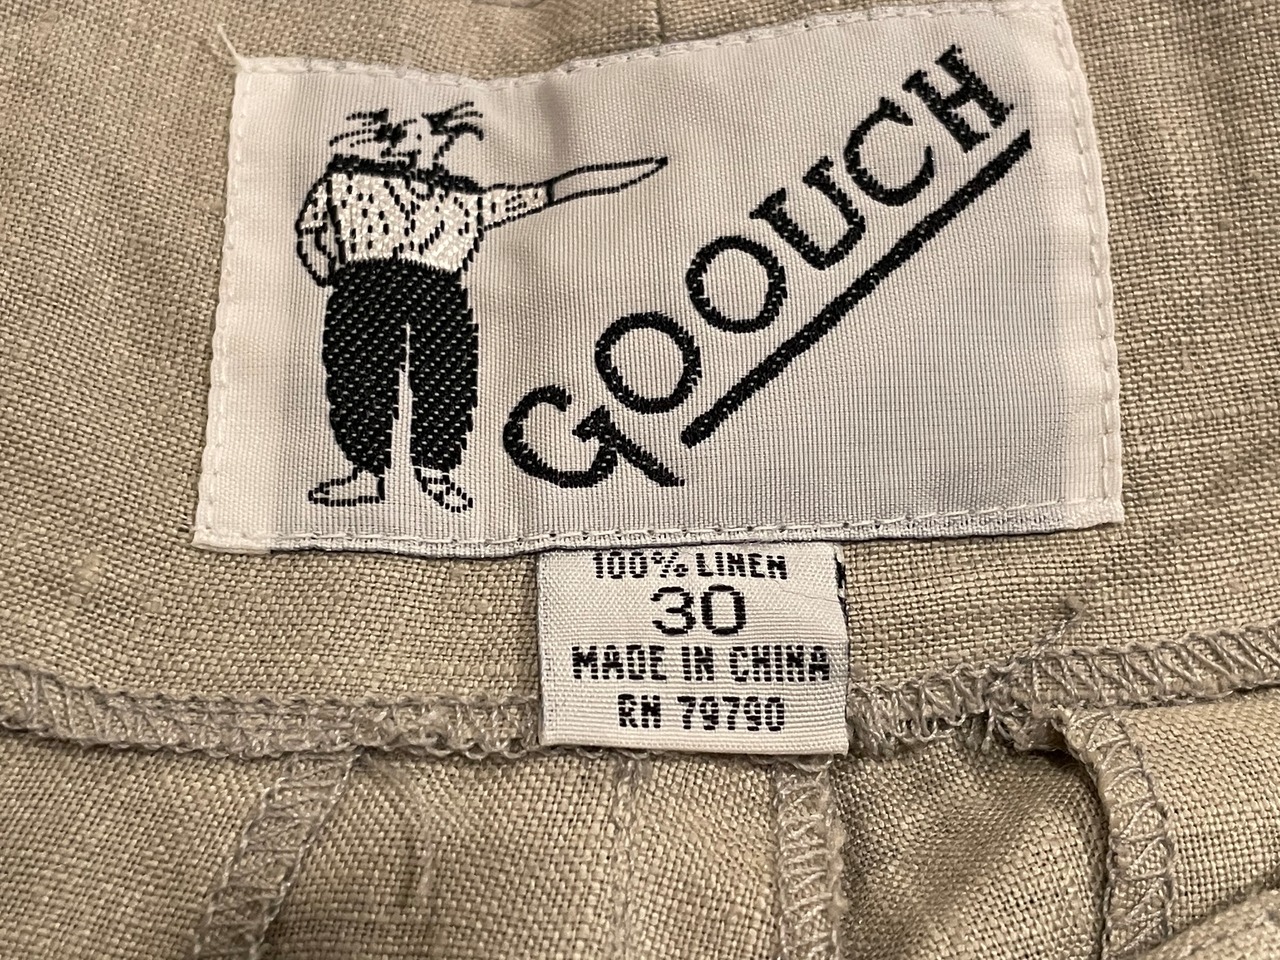 GOOUCH
100% LINEN
30
MADE IN CHINA
RN 79790